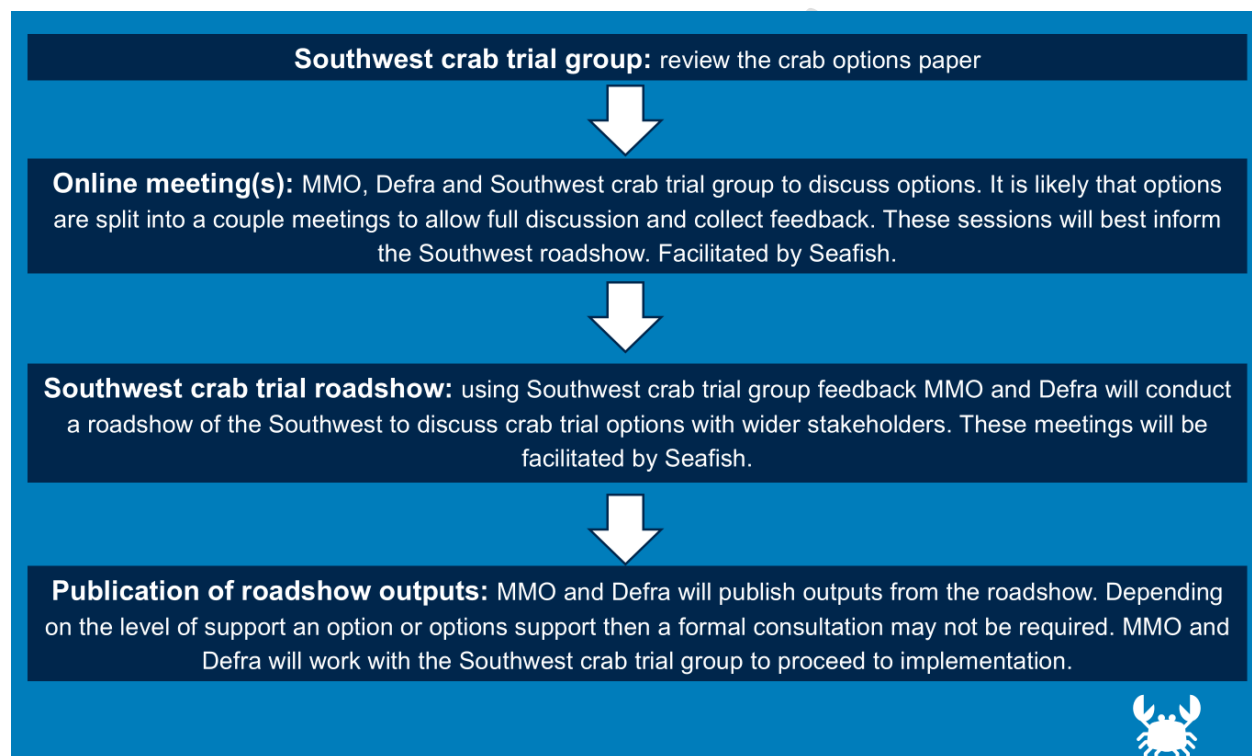 Southwest crab trial group: review the crab options paper
Online meeting(s): MMO, Defra and Southwest crab trial group to discuss options. It is likely that options
are split into a couple meetings to allow full discussion and collect feedback. These sessions will best inform
the Southwest roadshow. Facilitated by Seafish.
Southwest crab trial roadshow: using Southwest crab trial group feedback MMO and Defra will conduct
a roadshow of the Southwest to discuss crab trial options with wider stakeholders. These meetings will be
facilitated by Seafish.
Publication of roadshow outputs: MMO and Defra will publish outputs from the roadshow. Depending
on the level of support an option or options support then a formal consultation may not be required. MMO and
Defra will work with the Southwest crab trial group to proceed to implementation.